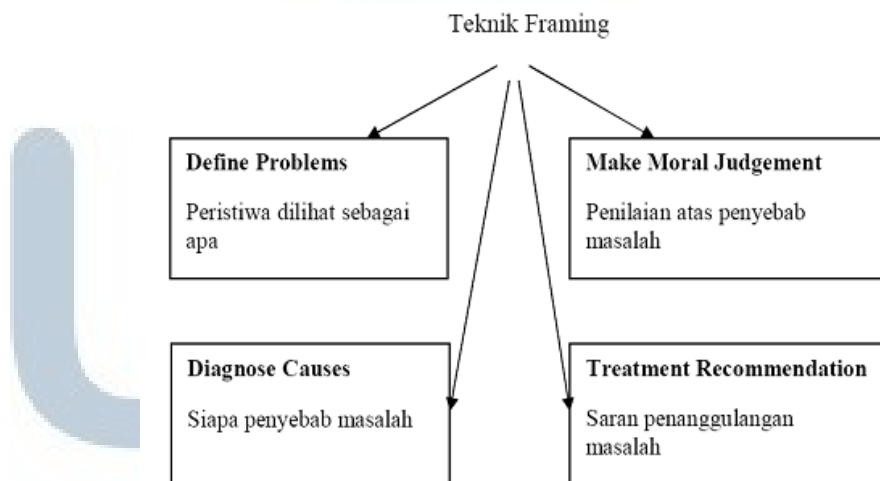 Teknik Framing
Define Problems
Peristiwa dilihat sebagai
apa
Make Moral Judgement
Penilaian atas penyebab
masalah
Diagnose Causes
Siapa penyebab masalah
Treatment Recommendation
Saran penanggulangan
masalah